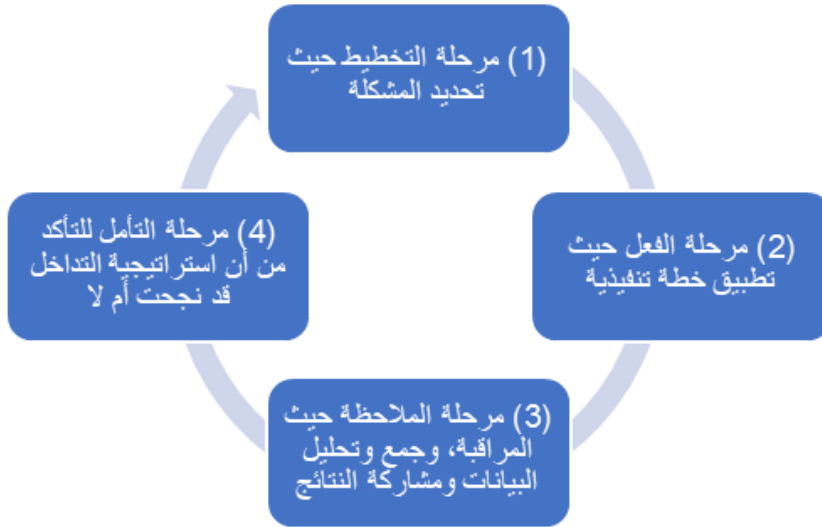 (1) مرحلة التخطيط حيث
تحديد المشكلة
(2) مرحلة الفعل حيث
تطبيق خطة تنفيذية
(3) مرحلة الملاحظة حيث
المراقبة، وجمع وتحليل
البيانات ومشاركة النتائج
(4) مرحلة التأمل للتأكد
من أن استراتيجية التداخل
قد نجحت أم لا